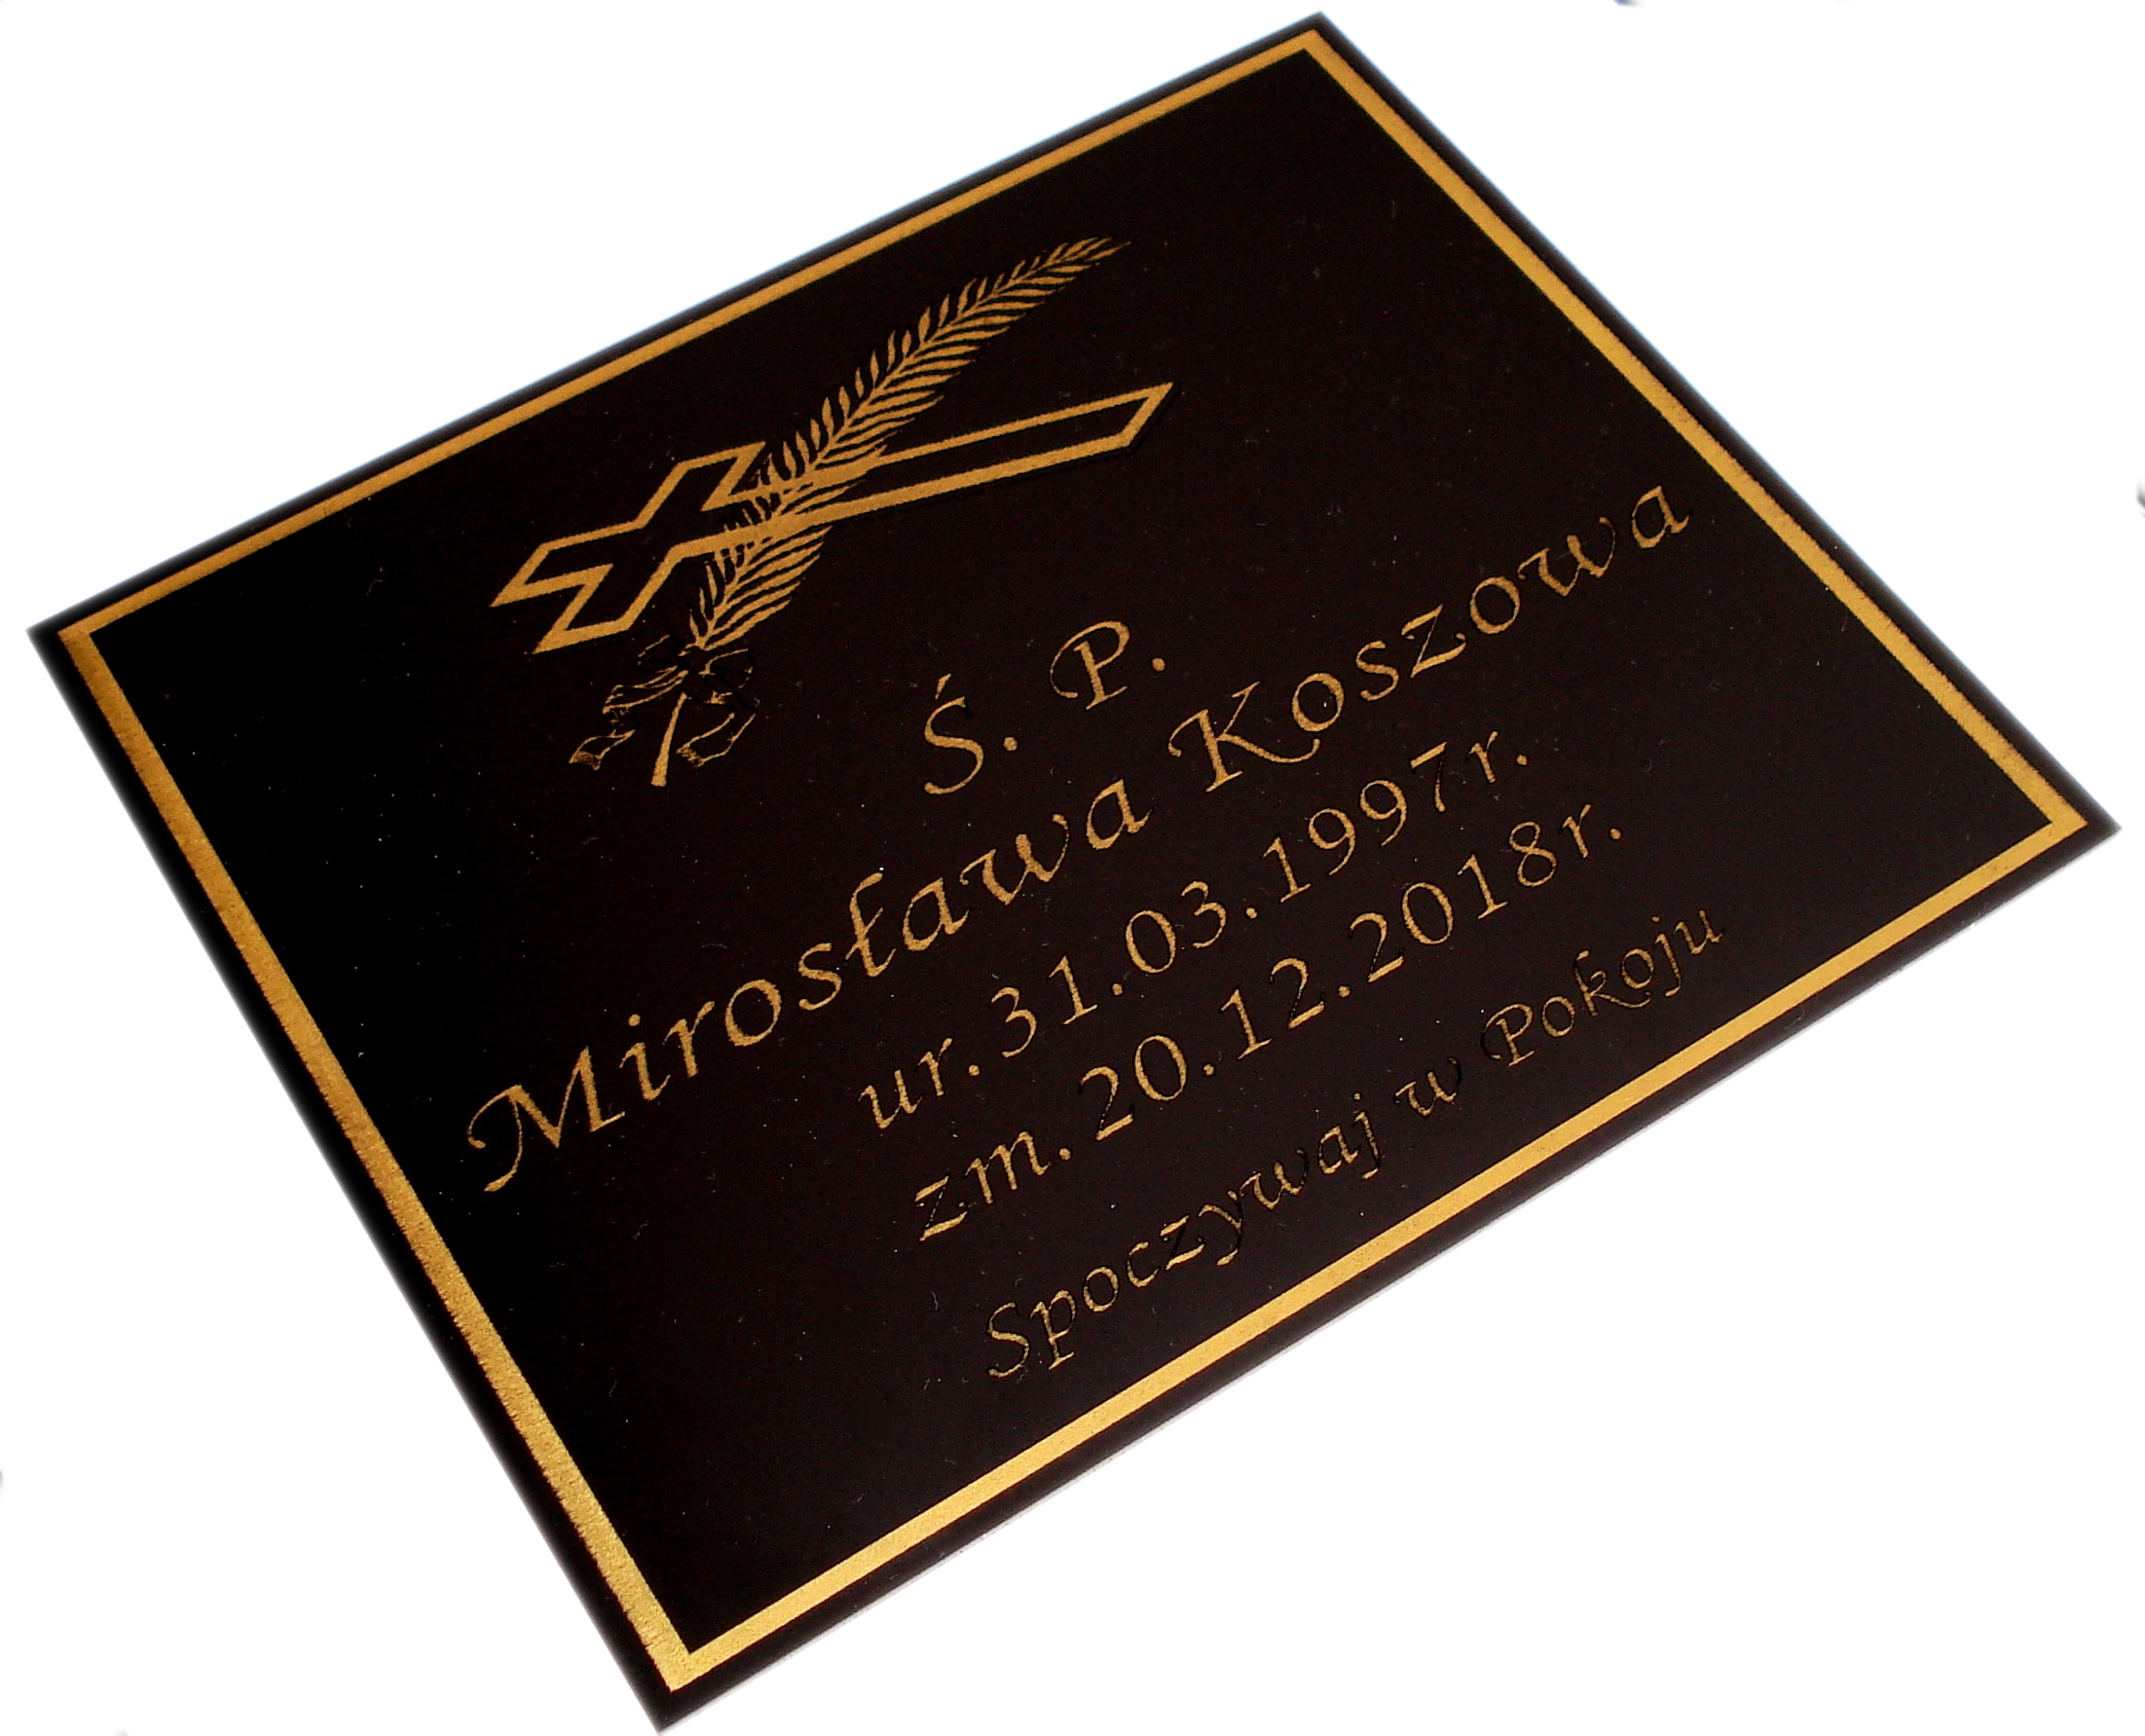 Ś. P.
Mirosława Koszowa
ur. 31.03.1997r.
zm. 20.12.2018r.
Spoczywaj w Pokoju